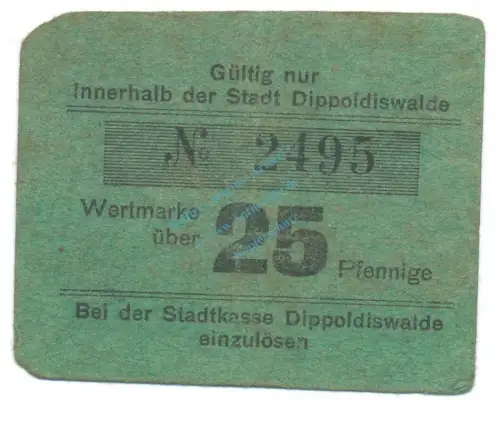 Gültig nur
innerhalb der Stadt Dippoldiswalde
№ 2495
Wertmarke
über 25 Pfennige
Bei der Stadtkasse Dippoldiswalde
einzulösen